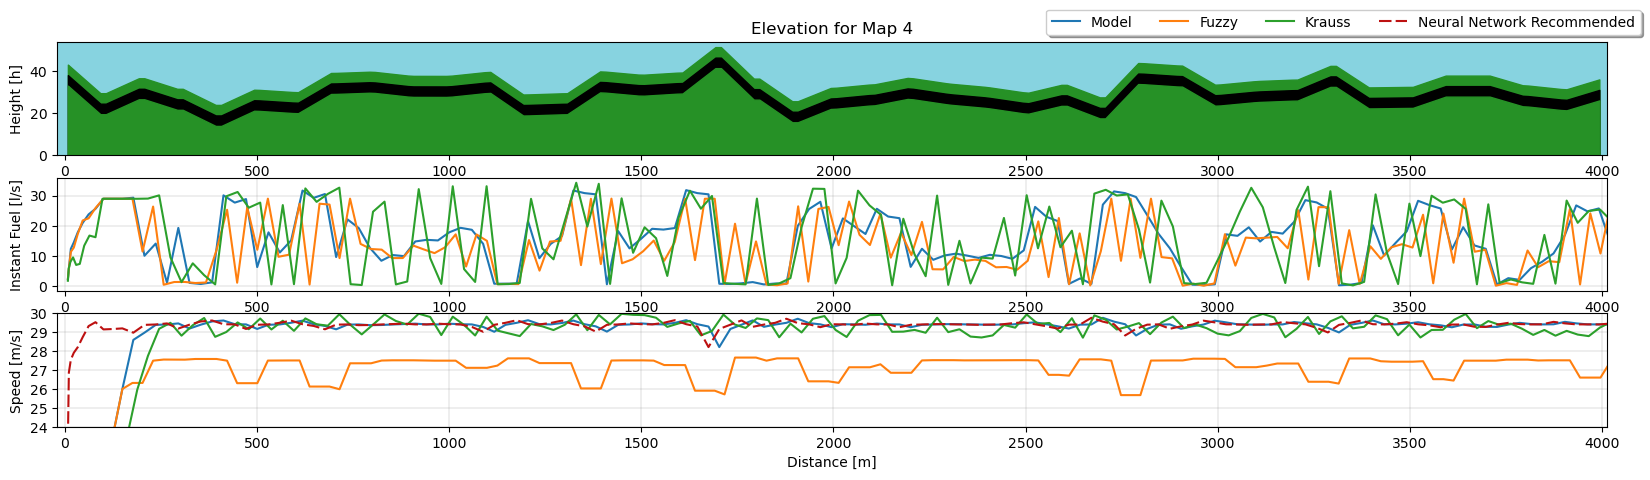 Model Fuzzy Krauss Neural Network Recommended
Elevation for Map 4
Height [h]
40
20
0
0 500 1000 1500 2000 2500 3000 3500 4000
Instant Fuel [l/s]
30
20
10
0
0 500 1000 1500 2000 2500 3000 3500 4000
Speed [m/s]
30
29
28
27
26
25
24
0 500 1000 1500 2000 2500 3000 3500 4000
Distance [m]